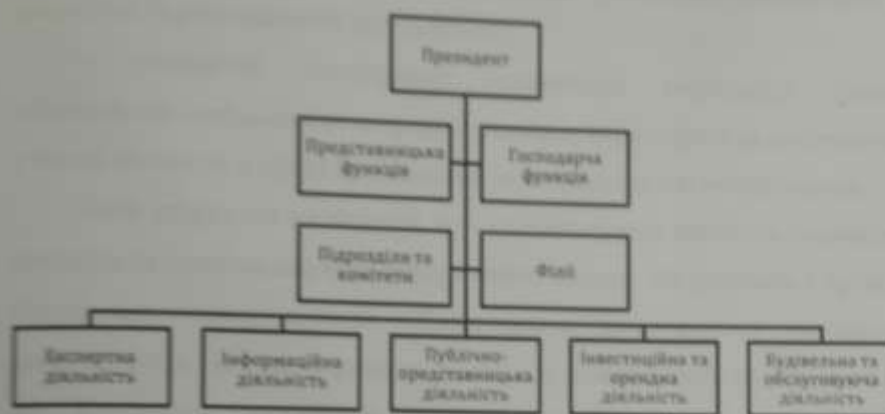 Президент
Представницька
функція
Господарча
функція
Підрозділи та
комітети
Філії
Експертна
діяльність
Інформаційна
діяльність
Публічно-
представницька
діяльність
Інвестиційна та
орендна
діяльність
Будівельна та
обслуговуюча
діяльність